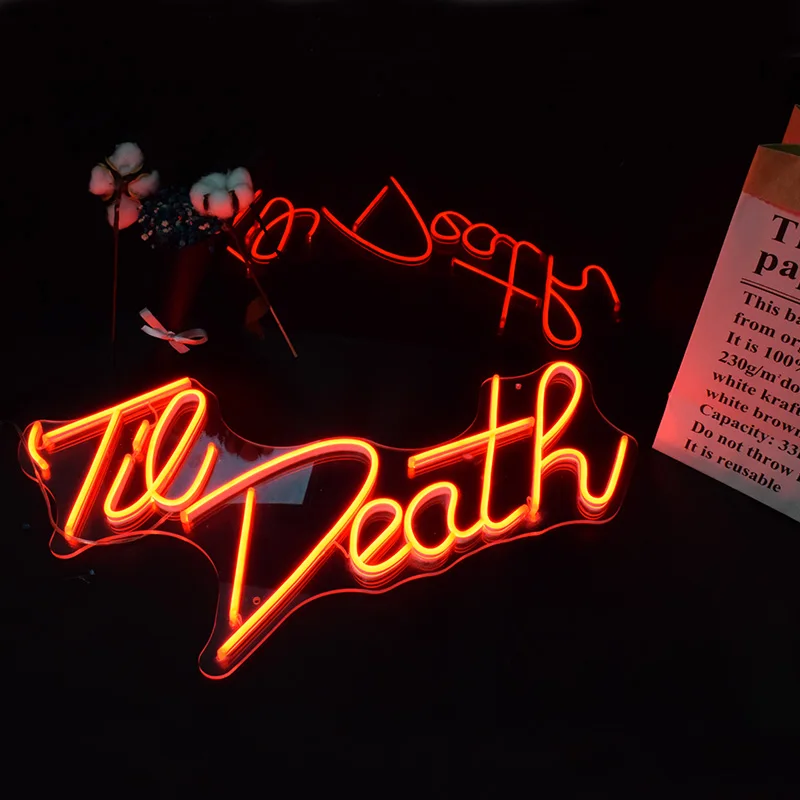 Til Death
Th
pap
This ba
from or
It is 100%
230g/m do
white kraf
white brown
Capacity: 33
Do not throw
It is reusable